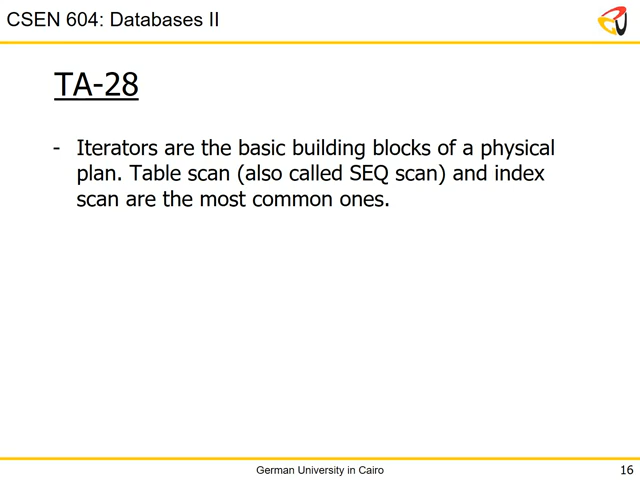 CSEN 604: Databases II
TA-28
- Iterators are the basic building blocks of a physical
plan. Table scan (also called SEQ scan) and index
scan are the most common ones.
German University in Cairo
16